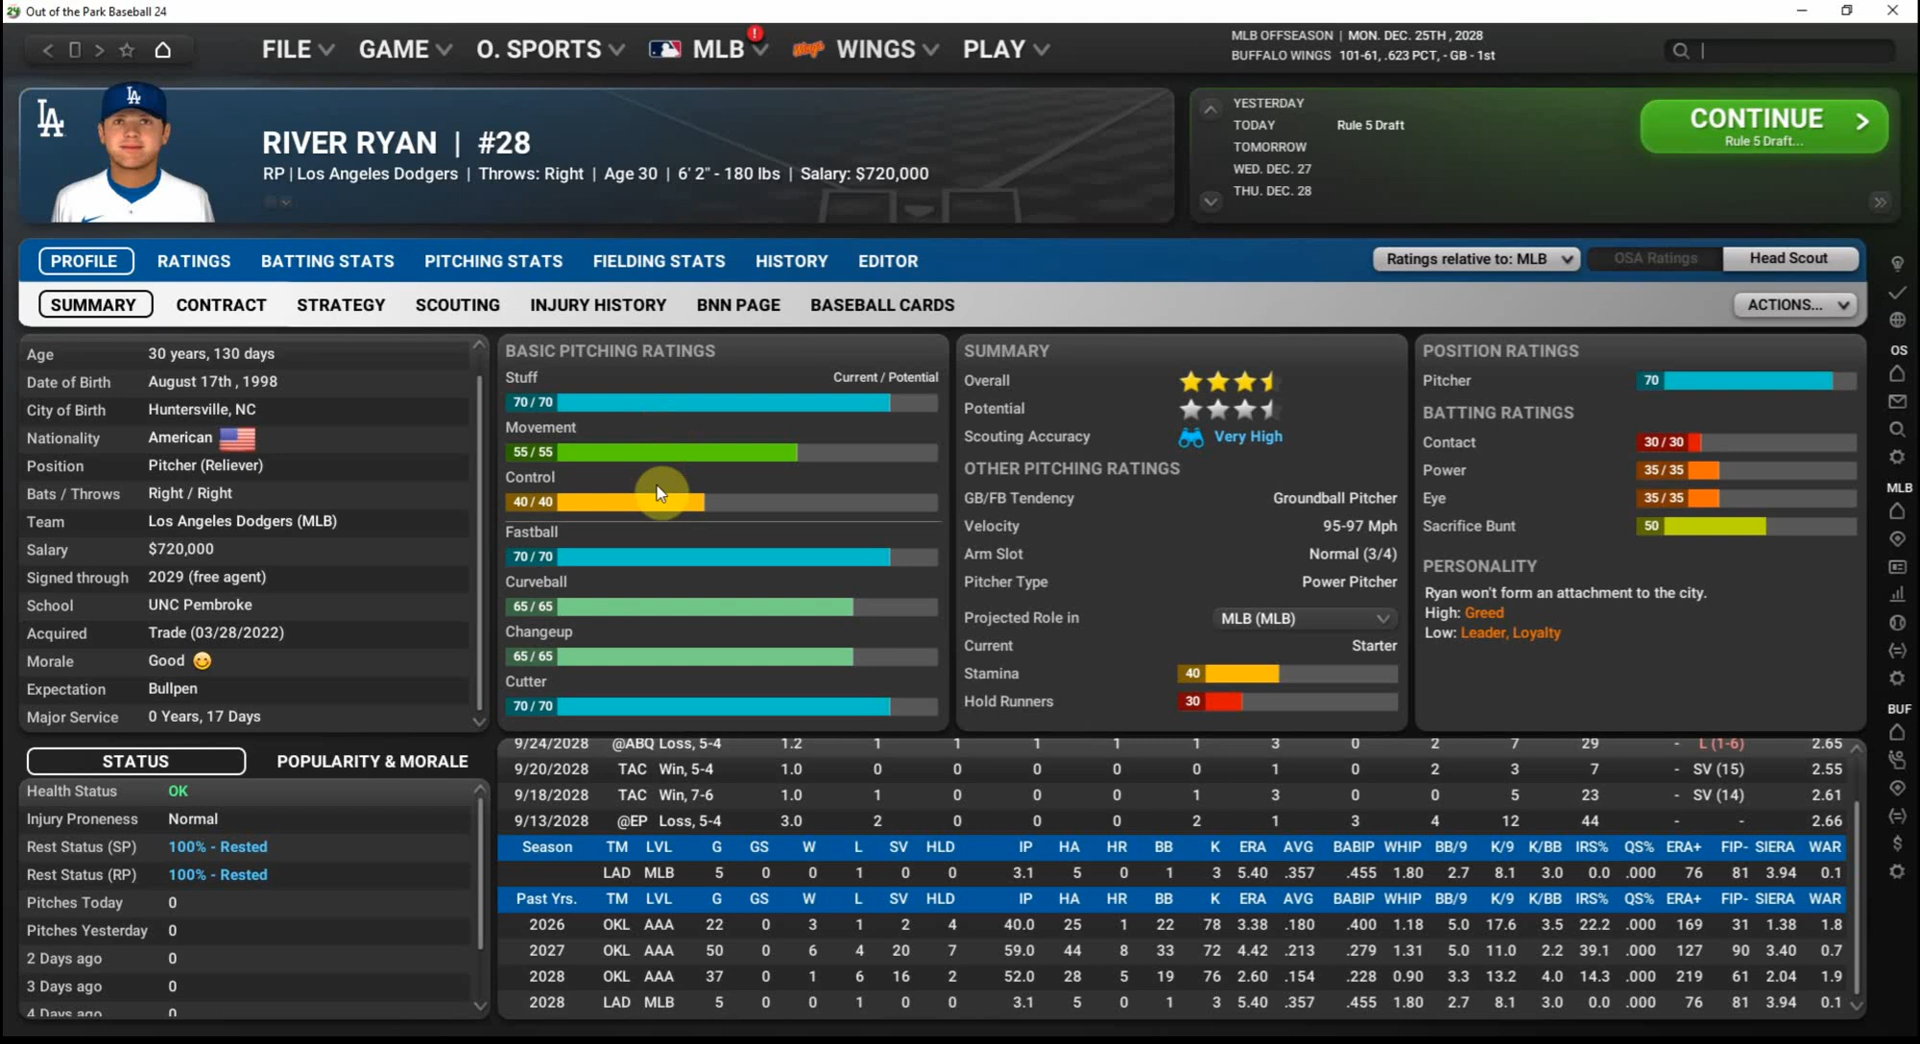 Out of the Park Baseball 24
FILE GAME O. SPORTS MLB WINGS PLAY
MLB OFFSEASON | MON. DEC. 25TH , 2028
BUFFALO WINGS 101-61, .623 PCT, - GB - 1st
LA
RIVER RYAN | #28
RP | Los Angeles Dodgers | Throws: Right | Age 30 | 6' 2" - 180 lbs | Salary: $720,000
YESTERDAY
TODAY Rule 5 Draft
TOMORROW
WED. DEC. 27
THU. DEC. 28
CONTINUE
Rule 5 Draft...
PROFILE RATINGS BATTING STATS PITCHING STATS FIELDING STATS HISTORY EDITOR
Ratings relative to: MLB OSA Ratings Head Scout
SUMMARY CONTRACT STRATEGY SCOUTING INJURY HISTORY BNN PAGE BASEBALL CARDS
ACTIONS...
Age 30 years, 130 days
Date of Birth August 17th , 1998
City of Birth Huntersville, NC
Nationality American
Position Pitcher (Reliever)
Bats / Throws Right / Right
Team Los Angeles Dodgers (MLB)
Salary $720,000
Signed through 2029 (free agent)
School UNC Pembroke
Acquired Trade (03/28/2022)
Morale Good
Expectation Bullpen
Major Service 0 Years, 17 Days
BASIC PITCHING RATINGS
Stuff Current / Potential
70 / 70
Movement
55 / 55
Control
40 / 40
Fastball
70 / 70
Curveball
65 / 65
Changeup
65 / 65
Cutter
70 / 70
SUMMARY
Overall
Potential
Scouting Accuracy Very High
OTHER PITCHING RATINGS
GB/FB Tendency Groundball Pitcher
Velocity 95-97 Mph
Arm Slot Normal (3/4)
Pitcher Type Power Pitcher
Projected Role in MLB (MLB)
Current Starter
Stamina 40
Hold Runners 30
POSITION RATINGS
Pitcher 70
BATTING RATINGS
Contact 30 / 30
Power 35 / 35
Eye 35 / 35
Sacrifice Bunt 50
PERSONALITY
Ryan won't form an attachment to the city.
High: Greed
Low: Leader, Loyalty
OS
MLB
BUF
STATUS POPULARITY & MORALE
Health Status OK
Injury Proneness Normal
Rest Status (SP) 100% - Rested
Rest Status (RP) 100% - Rested
Pitches Today 0
Pitches Yesterday 0
2 Days ago 0
3 Days ago 0
4 Days ago 0
9/24/2028 @ABQ Loss, 5-4 1.2 1 1 1 1 1 3 0 2 7 29 - L (1-6) 2.65
9/20/2028 TAC Win, 5-4 1.0 0 0 0 0 0 1 0 2 3 7 - SV (15) 2.55
9/18/2028 TAC Win, 7-6 1.0 1 0 0 0 1 3 0 0 5 23 - SV (14) 2.61
9/13/2028 @EP Loss, 5-4 3.0 2 0 0 0 2 1 3 4 12 44 - - 2.66
Season TM LVL G GS W L SV HLD IP HA HR BB K ERA AVG BABIP WHIP BB/9 K/9 K/BB IRS% QS% ERA+ FIP- SIERA WAR
LAD MLB 5 0 0 1 0 0 3.1 5 0 1 3 5.40 .357 .455 1.80 2.7 8.1 3.0 0.0 .000 76 81 3.94 0.1
Past Yrs. TM LVL G GS W L SV HLD IP HA HR BB K ERA AVG BABIP WHIP BB/9 K/9 K/BB IRS% QS% ERA+ FIP- SIERA WAR
2026 OKL AAA 22 0 3 1 2 4 40.0 25 1 22 78 3.38 .180 .400 1.18 5.0 17.6 3.5 22.2 .000 169 31 1.38 1.8
2027 OKL AAA 50 0 6 4 20 7 59.0 44 8 33 72 4.42 .213 .279 1.31 5.0 11.0 2.2 39.1 .000 127 90 3.40 0.7
2028 OKL AAA 37 0 1 6 16 2 52.0 28 5 19 76 2.60 .154 .228 0.90 3.3 13.2 4.0 14.3 .000 219 61 2.04 1.9
2028 LAD MLB 5 0 0 1 0 0 3.1 5 0 1 3 5.40 .357 .455 1.80 2.7 8.1 3.0 0.0 .000 76 81 3.94 0.1